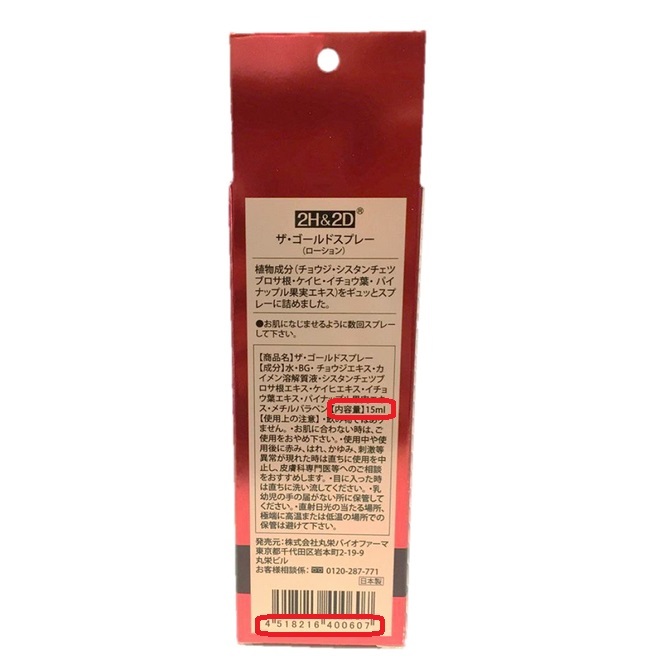 2H&2D®
ザ・ゴールドスプレー
(ローション)
植物成分(チョウジ・シスタンチェツ
ブロサ根・ケイヒ・イチョウ葉・パイ
ナップル果実エキス)をギュッとスプ
レーに詰めました。
●お肌になじませるように数回スプレー
して下さい。
【商品名】ザ・ゴールドスプレー
【成分】水・BG・チョウジエキス・カ
イメン溶解質液・シスタンチェツブ
ロサ根エキス・ケイヒエキス・イチョ
ウ葉エキス・パイナップル果実エキ
ス・メチルパラベン【内容量】15ml
【使用上の注意】・飲み物ではあり
ません。・お肌に合わない時は、ご
使用をおやめ下さい。・使用中や使
用後に赤み、はれ、かゆみ、刺激等
異常が現れた時は直ちに使用を中
止し、皮膚科専門医等へのご相談
をおすすめします。・目に入った時
は直ちに洗い流してください。・乳
幼児の手の届がない所に保管して
ください。・直射日光の当たる場所、
極端に高温または低温の場所での
保管は避けて下さい。
発売元：株式会社丸栄バイオファーマ
東京都千代田区岩本町2-19-9
丸栄ビル
お客様相談係： 0120-287-771
日本製
4 518216 400607